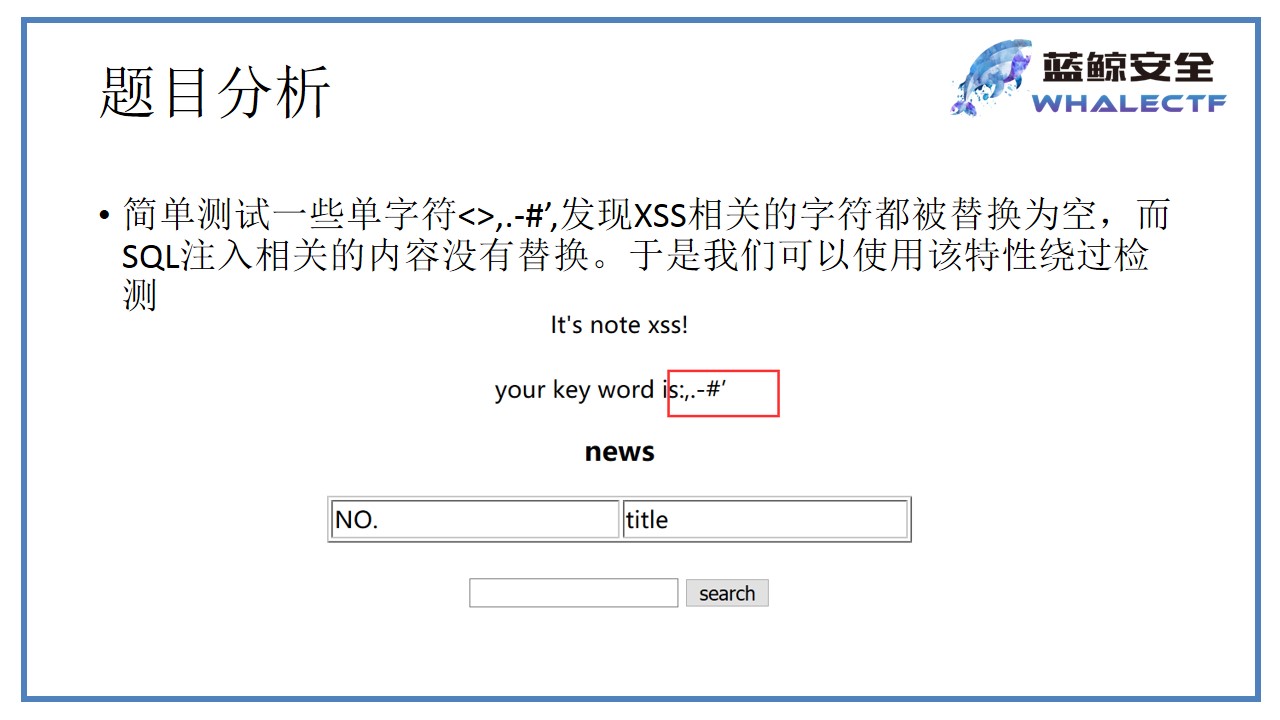 题目分析
蓝鲸安全
WHALECTF
• 简单测试一些单字符<>,.-#’,发现XSS相关的字符都被替换为空，而
SQL注入相关的内容没有替换。于是我们可以使用该特性绕过检
测
It's note xss!
your key word is:,.-#’
news
NO. title
search